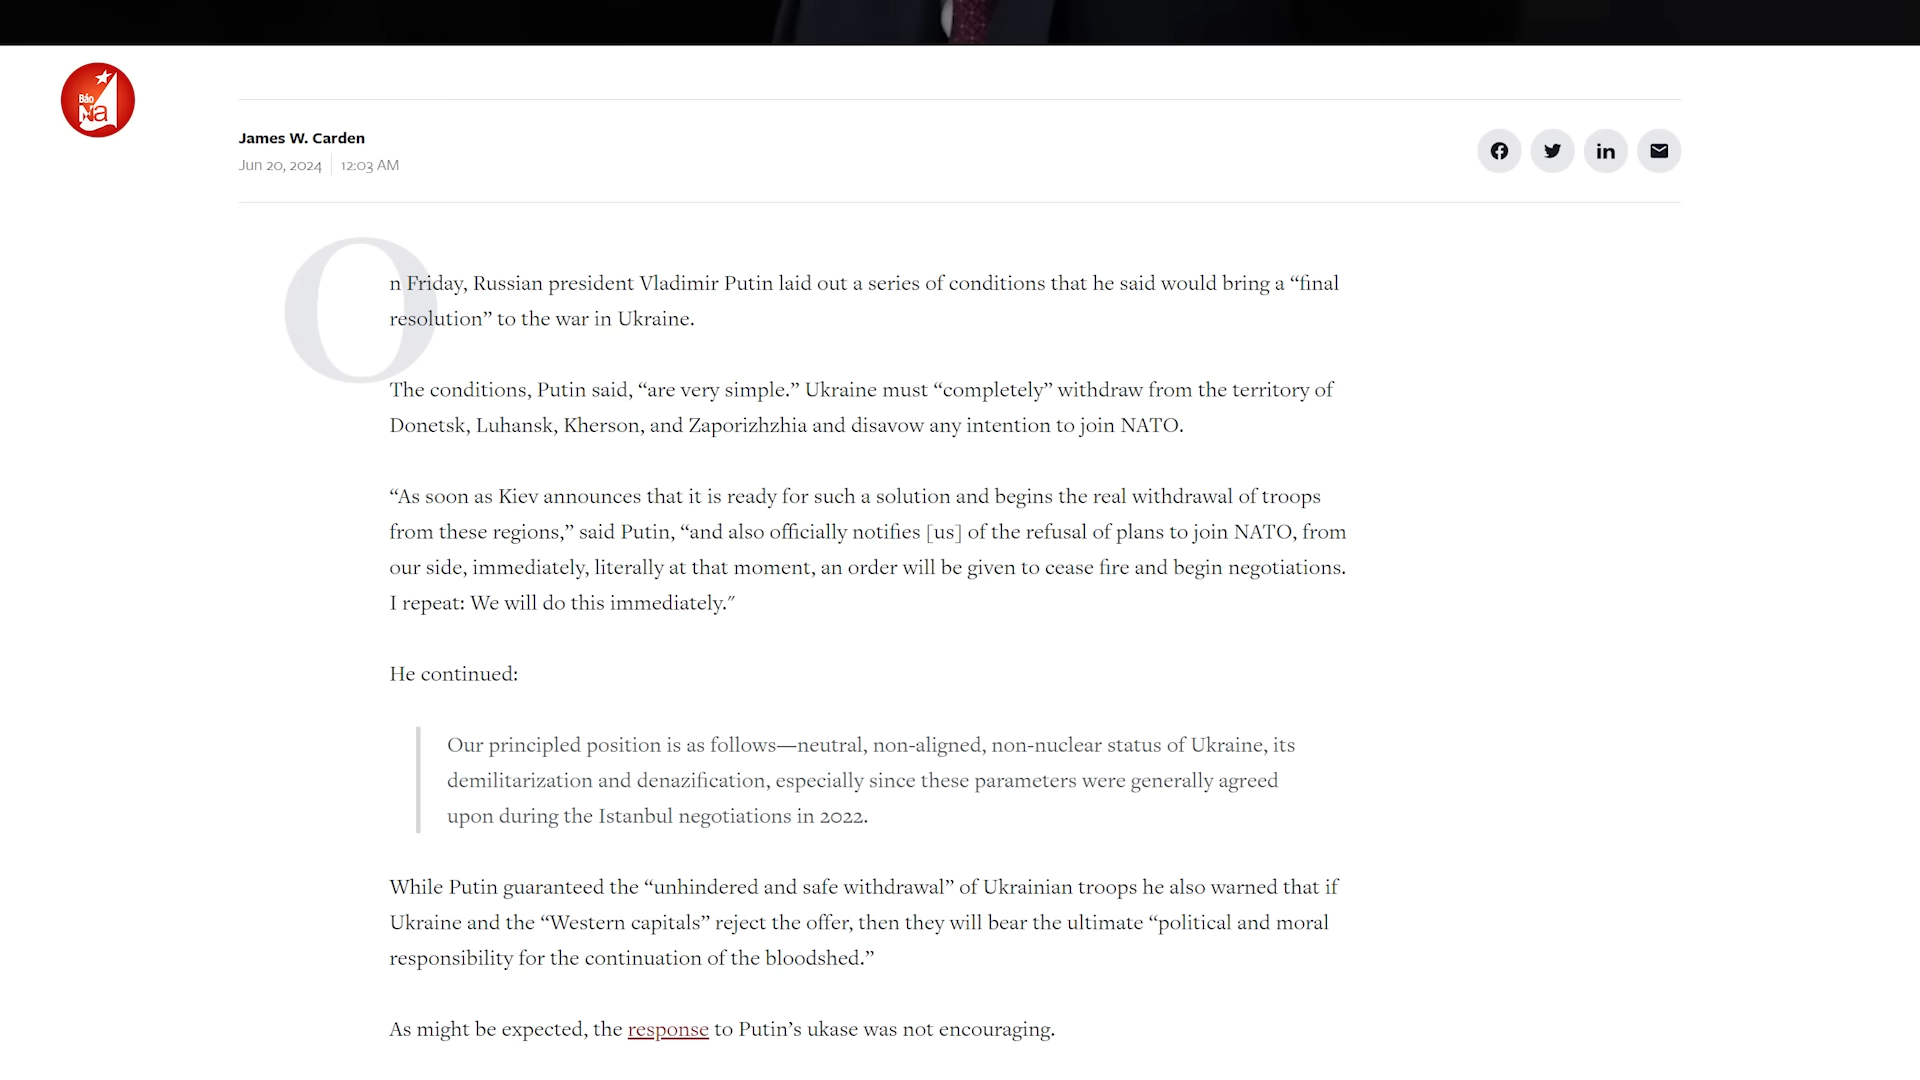 Báo
Na
James W. Carden
Jun 20, 2024 12:03 AM
On Friday, Russian president Vladimir Putin laid out a series of conditions that he said would bring a “final
resolution” to the war in Ukraine.
The conditions, Putin said, “are very simple.” Ukraine must “completely” withdraw from the territory of
Donetsk, Luhansk, Kherson, and Zaporizhzhia and disavow any intention to join NATO.
“As soon as Kiev announces that it is ready for such a solution and begins the real withdrawal of troops
from these regions,” said Putin, “and also officially notifies [us] of the refusal of plans to join NATO, from
our side, immediately, literally at that moment, an order will be given to cease fire and begin negotiations.
I repeat: We will do this immediately."
He continued:
Our principled position is as follows—neutral, non-aligned, non-nuclear status of Ukraine, its
demilitarization and denazification, especially since these parameters were generally agreed
upon during the Istanbul negotiations in 2022.
While Putin guaranteed the “unhindered and safe withdrawal” of Ukrainian troops he also warned that if
Ukraine and the “Western capitals” reject the offer, then they will bear the ultimate “political and moral
responsibility for the continuation of the bloodshed.”
As might be expected, the response to Putin’s ukase was not encouraging.